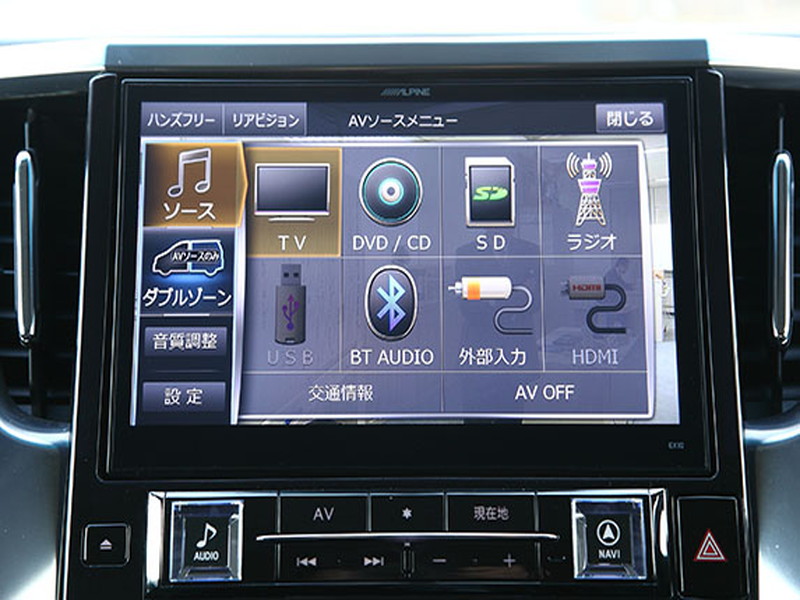 ALPINE
ハンズフリー リアビジョン AVソースメニュー 閉じる
ソース TV DVD / CD SD ラジオ
AVソースのみ
ダブルゾーン USB BT AUDIO 外部入力 HDMI
音質調整
設定 交通情報 AV OFF
AV ＊ 現在地
AUDIO NAVI